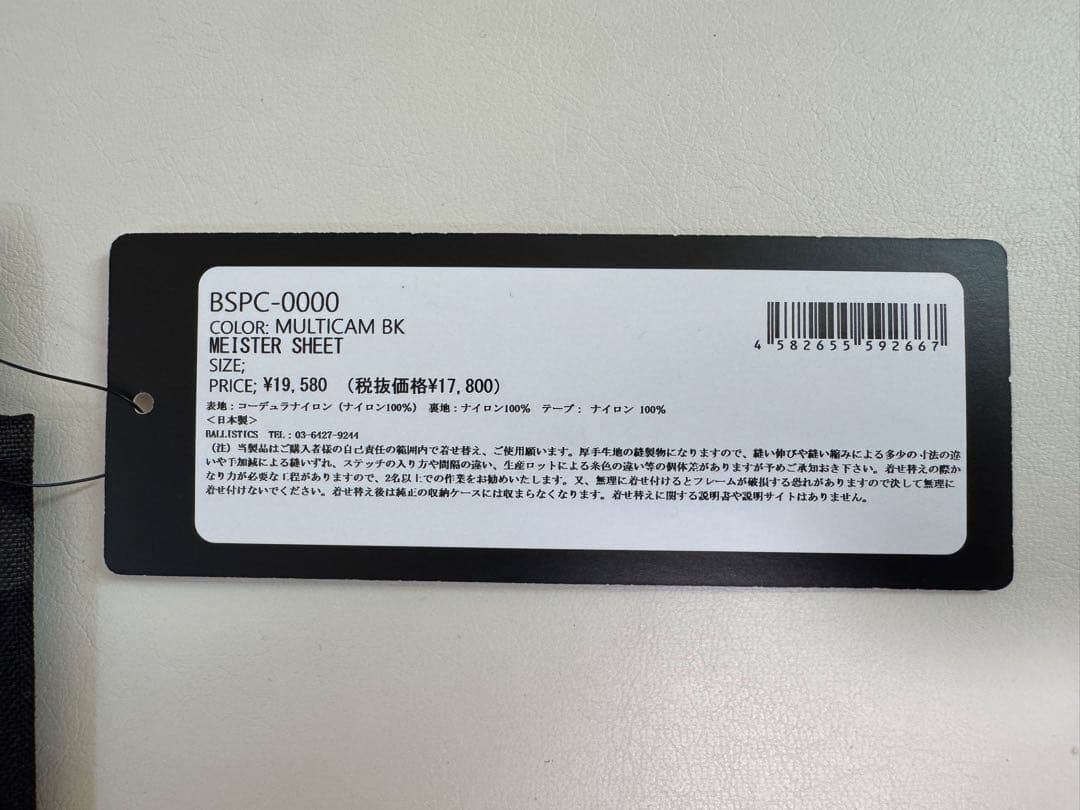 BSPC-0000
COLOR: MULTICAM BK
MEISTER SHEET
SIZE;
PRICE; ¥19,580 (税抜価格¥17,800)
4 582655 592667
表地：コーデュラナイロン（ナイロン100%） 裏地：ナイロン100% テープ： ナイロン 100%
＜日本製＞
BALLISTICS TEL：03-6427-9244
（注）当製品はご購入者様の自己責任の範囲内で着せ替え、ご使用願います。厚手生地の縫製物になりますので、縫い伸びや縫い縮みによる多少の寸法の違
いや手加減による縫いずれ、ステッチの入り方や間隔の違い、生産ロットによる糸色の違い等の個体差がありますが予めご承知おき下さい。着せ替えの際か
なり力が必要な工程がありますので、2名以上での作業をお勧めいたします。又、無理に着せ付けるとフレームが破損する恐れがありますので決して無理に
着せ付けないでください。着せ替え後は純正の収納ケースには収まらなくなります。着せ替えに関する説明書や説明サイトはありません。